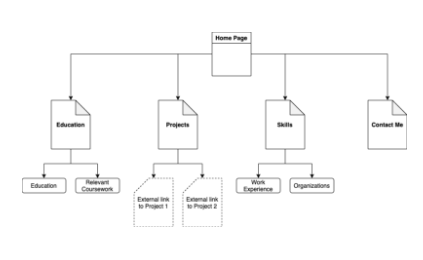 Home Page
Education
Projects
Skills
Contact Me
Education
Relevant
Coursework
External link
to Project 1
External link
to Project 2
Work
Experience
Organizations